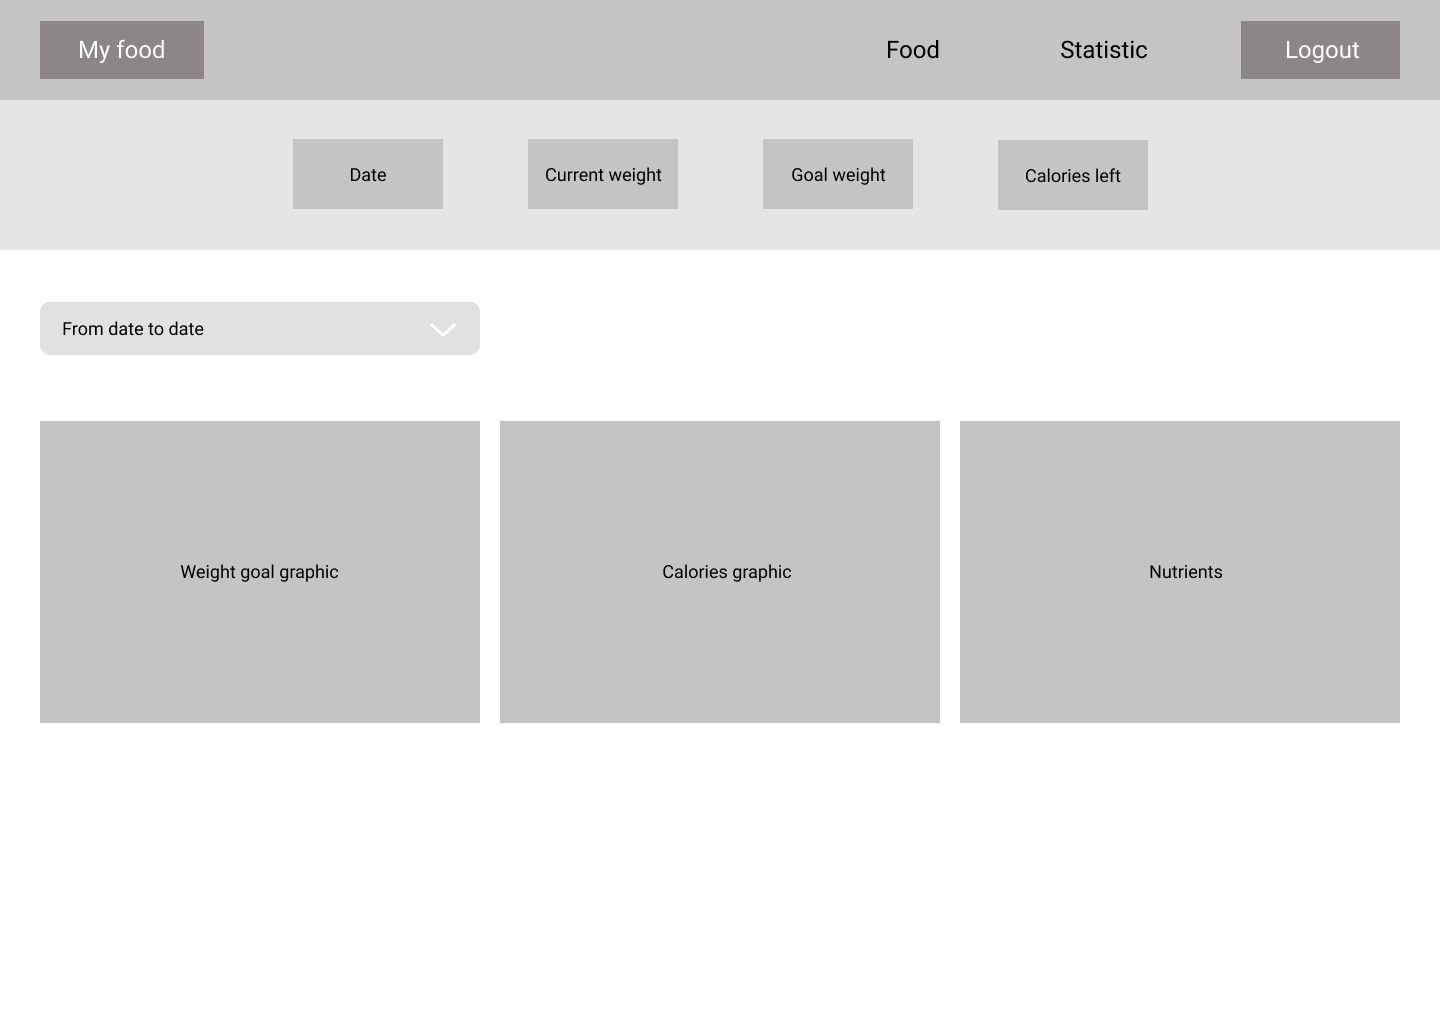 My food
Food
Statistic
Logout
Date
Current weight
Goal weight
Calories left
From date to date
Weight goal graphic
Calories graphic
Nutrients